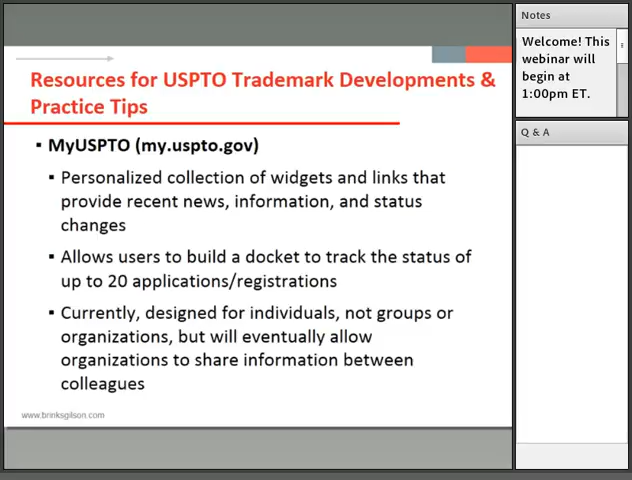 Resources for USPTO Trademark Developments &
Practice Tips
▪ MyUSPTO (my.uspto.gov)
▪ Personalized collection of widgets and links that
provide recent news, information, and status
changes
▪ Allows users to build a docket to track the status of
up to 20 applications/registrations
▪ Currently, designed for individuals, not groups or
organizations, but will eventually allow
organizations to share information between
colleagues
www.brinksgilson.com
Notes
Welcome! This
webinar will
begin at
1:00pm ET.
Q & A